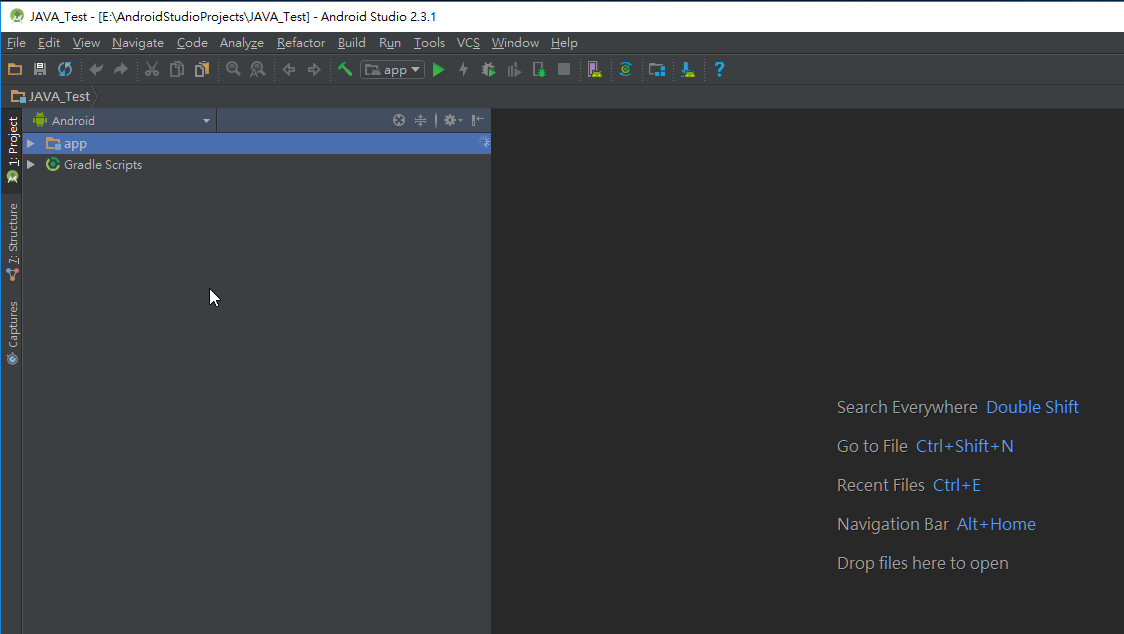 JAVA_Test - [E:\AndroidStudioProjects\JAVA_Test] - Android Studio 2.3.1
File Edit View Navigate Code Analyze Refactor Build Run Tools VCS Window Help
app
JAVA_Test
Android
1: Project
app
Gradle Scripts
7: Structure
Captures
Search Everywhere Double Shift
Go to File Ctrl+Shift+N
Recent Files Ctrl+E
Navigation Bar Alt+Home
Drop files here to open